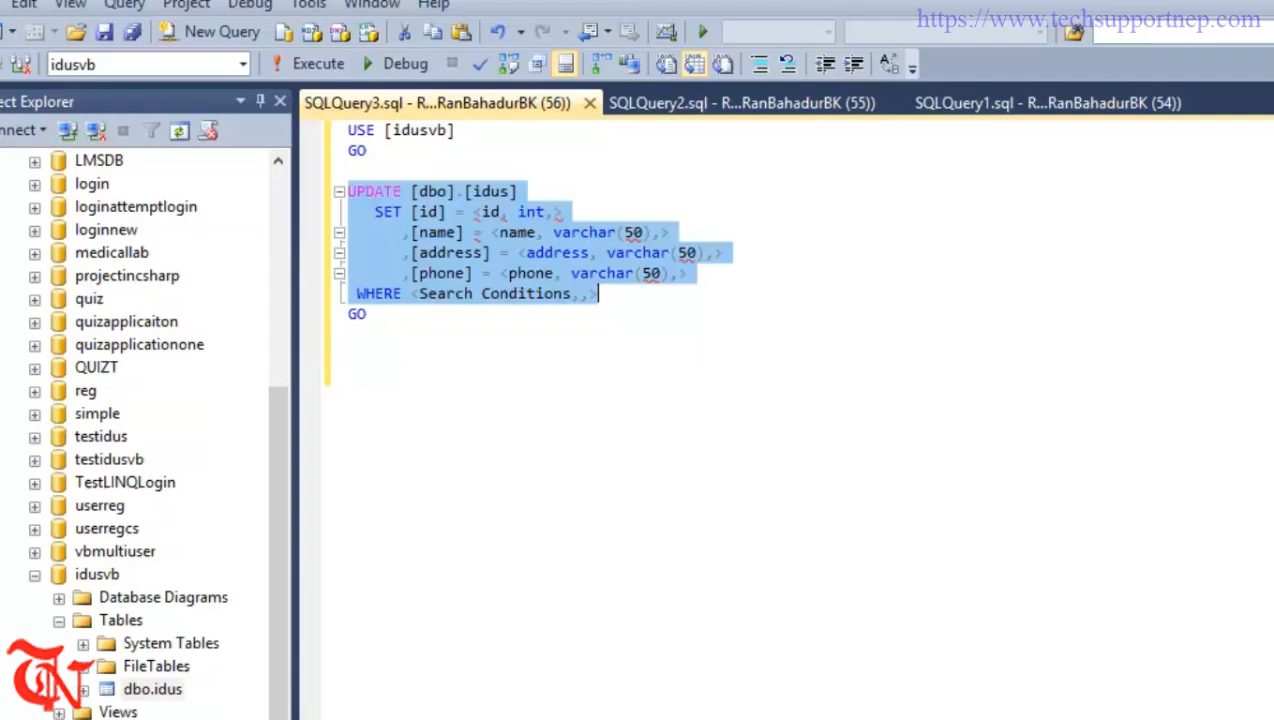 Edit View Query Project Debug Tools Window Help
https://www.techsupportnep.com
New Query
idusvb Execute Debug
ect Explorer
SQLQuery3.sql - R...RanBahadurBK (56)) SQLQuery2.sql - R...RanBahadurBK (55)) SQLQuery1.sql - R...RanBahadurBK (54))
nnect
LMSDB
login
loginattemptlogin
loginnew
medicallab
projectincsharp
quiz
quizapplicaiton
quizapplicationone
QUIZT
reg
simple
testidus
testidusvb
TestLINQLogin
userreg
userregcs
vbmultiuser
idusvb
Database Diagrams
Tables
System Tables
FileTables
dbo.idus
Views
USE [idusvb]
GO
UPDATE [dbo].[idus]
SET [id] = <id, int,>
,[name] = <name, varchar(50),>
,[address] = <address, varchar(50),>
,[phone] = <phone, varchar(50),>
WHERE <Search Conditions,,>
GO
TN